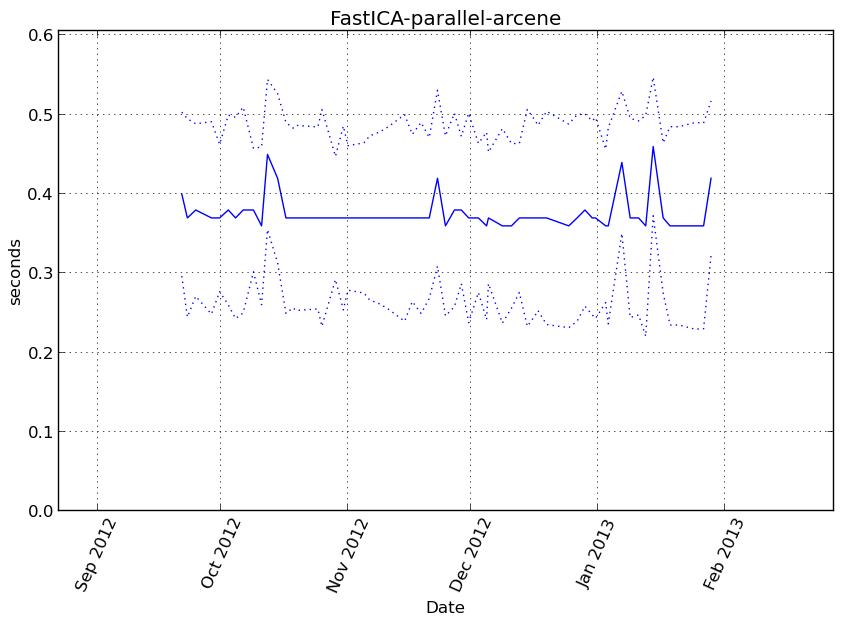 FastICA-parallel-arcene
0.6
0.5
0.4
0.3
0.2
0.1
0.0
seconds
Sep 2012
Oct 2012
Nov 2012
Dec 2012
Jan 2013
Feb 2013
Date